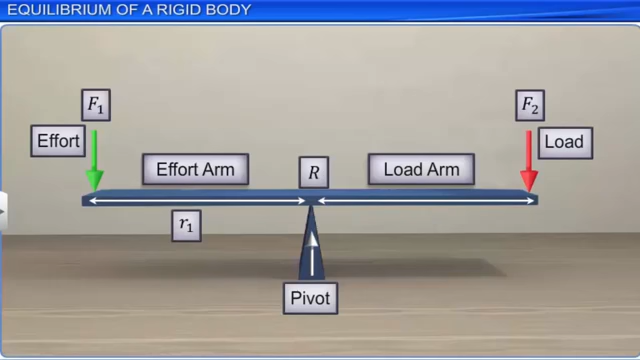 EQUILIBRIUM OF A RIGID BODY
F₁
F₂
Effort
Load
Effort Arm
R
Load Arm
r₁
Pivot